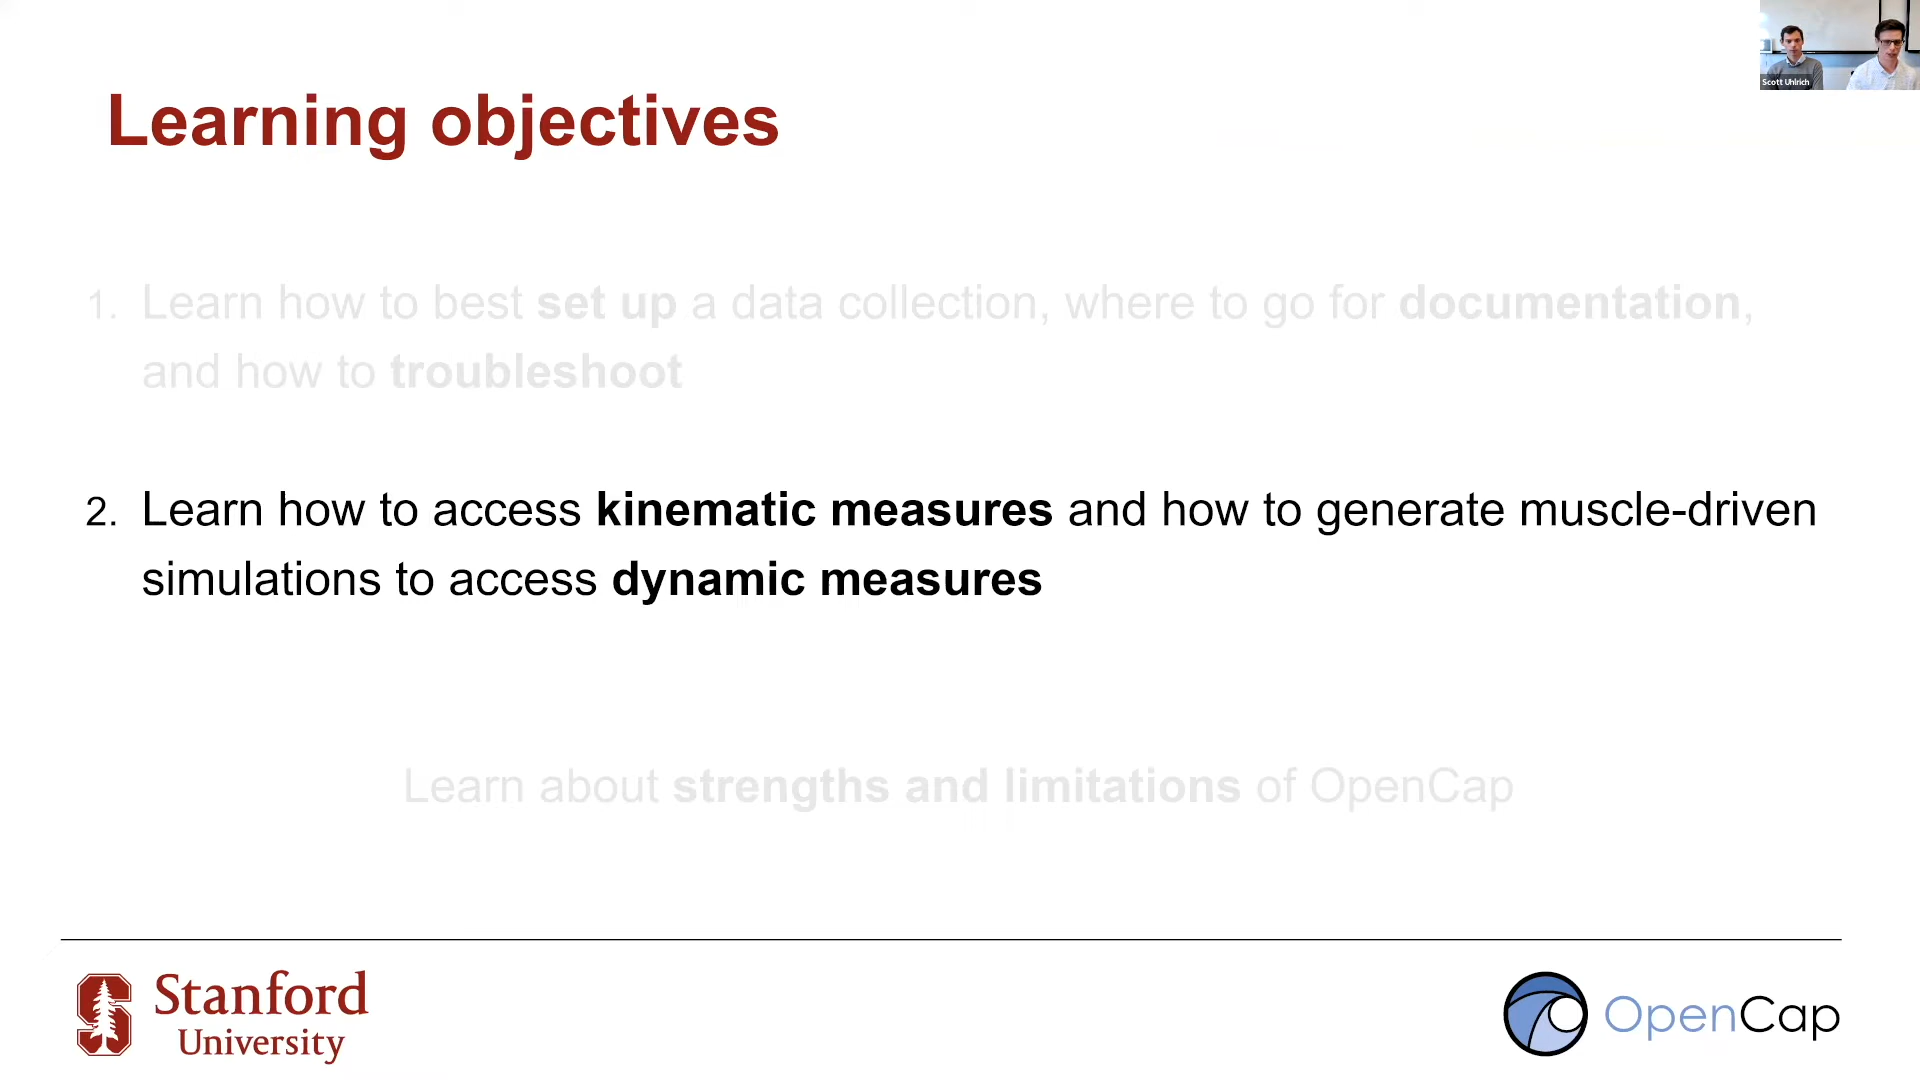 Scott Uhlrich
Learning objectives
1. Learn how to best set up a data collection, where to go for documentation,
and how to troubleshoot
2. Learn how to access kinematic measures and how to generate muscle-driven
simulations to access dynamic measures
Learn about strengths and limitations of OpenCap
Stanford
University
OpenCap